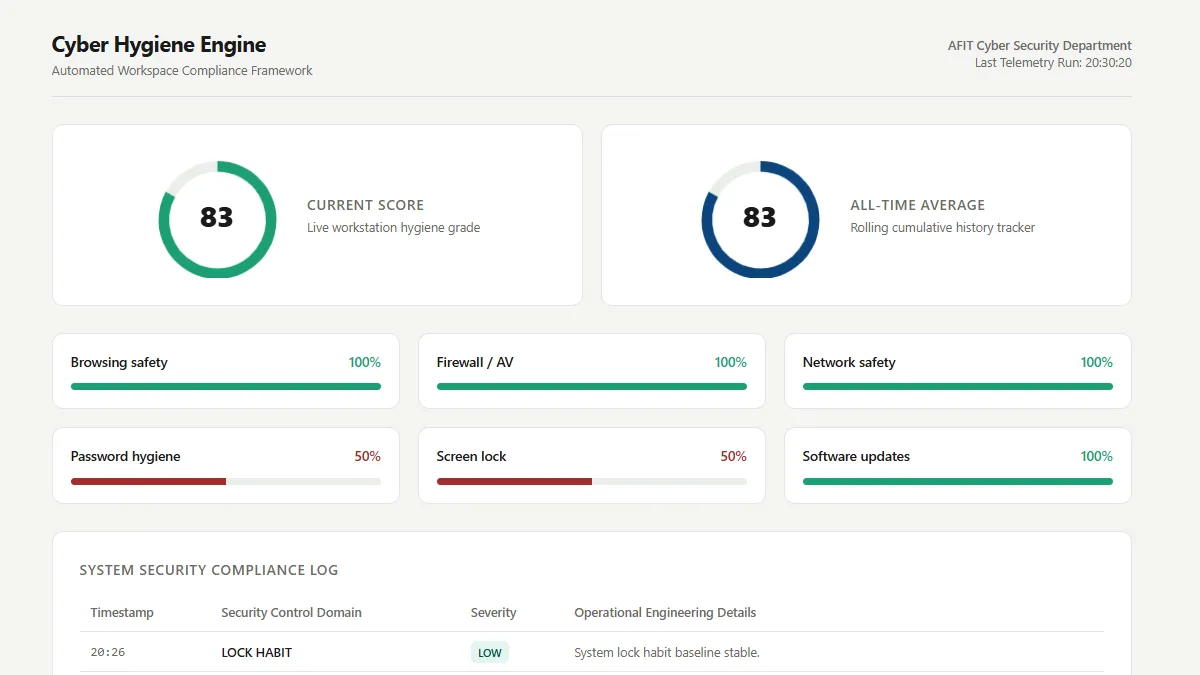 Cyber Hygiene Engine
Automated Workspace Compliance Framework
AFIT Cyber Security Department
Last Telemetry Run: 20:30:20
83
CURRENT SCORE
Live workstation hygiene grade
83
ALL-TIME AVERAGE
Rolling cumulative history tracker
Browsing safety 100%
Firewall / AV 100%
Network safety 100%
Password hygiene 50%
Screen lock 50%
Software updates 100%
SYSTEM SECURITY COMPLIANCE LOG
Timestamp Security Control Domain Severity Operational Engineering Details
20:26 LOCK HABIT LOW System lock habit baseline stable.